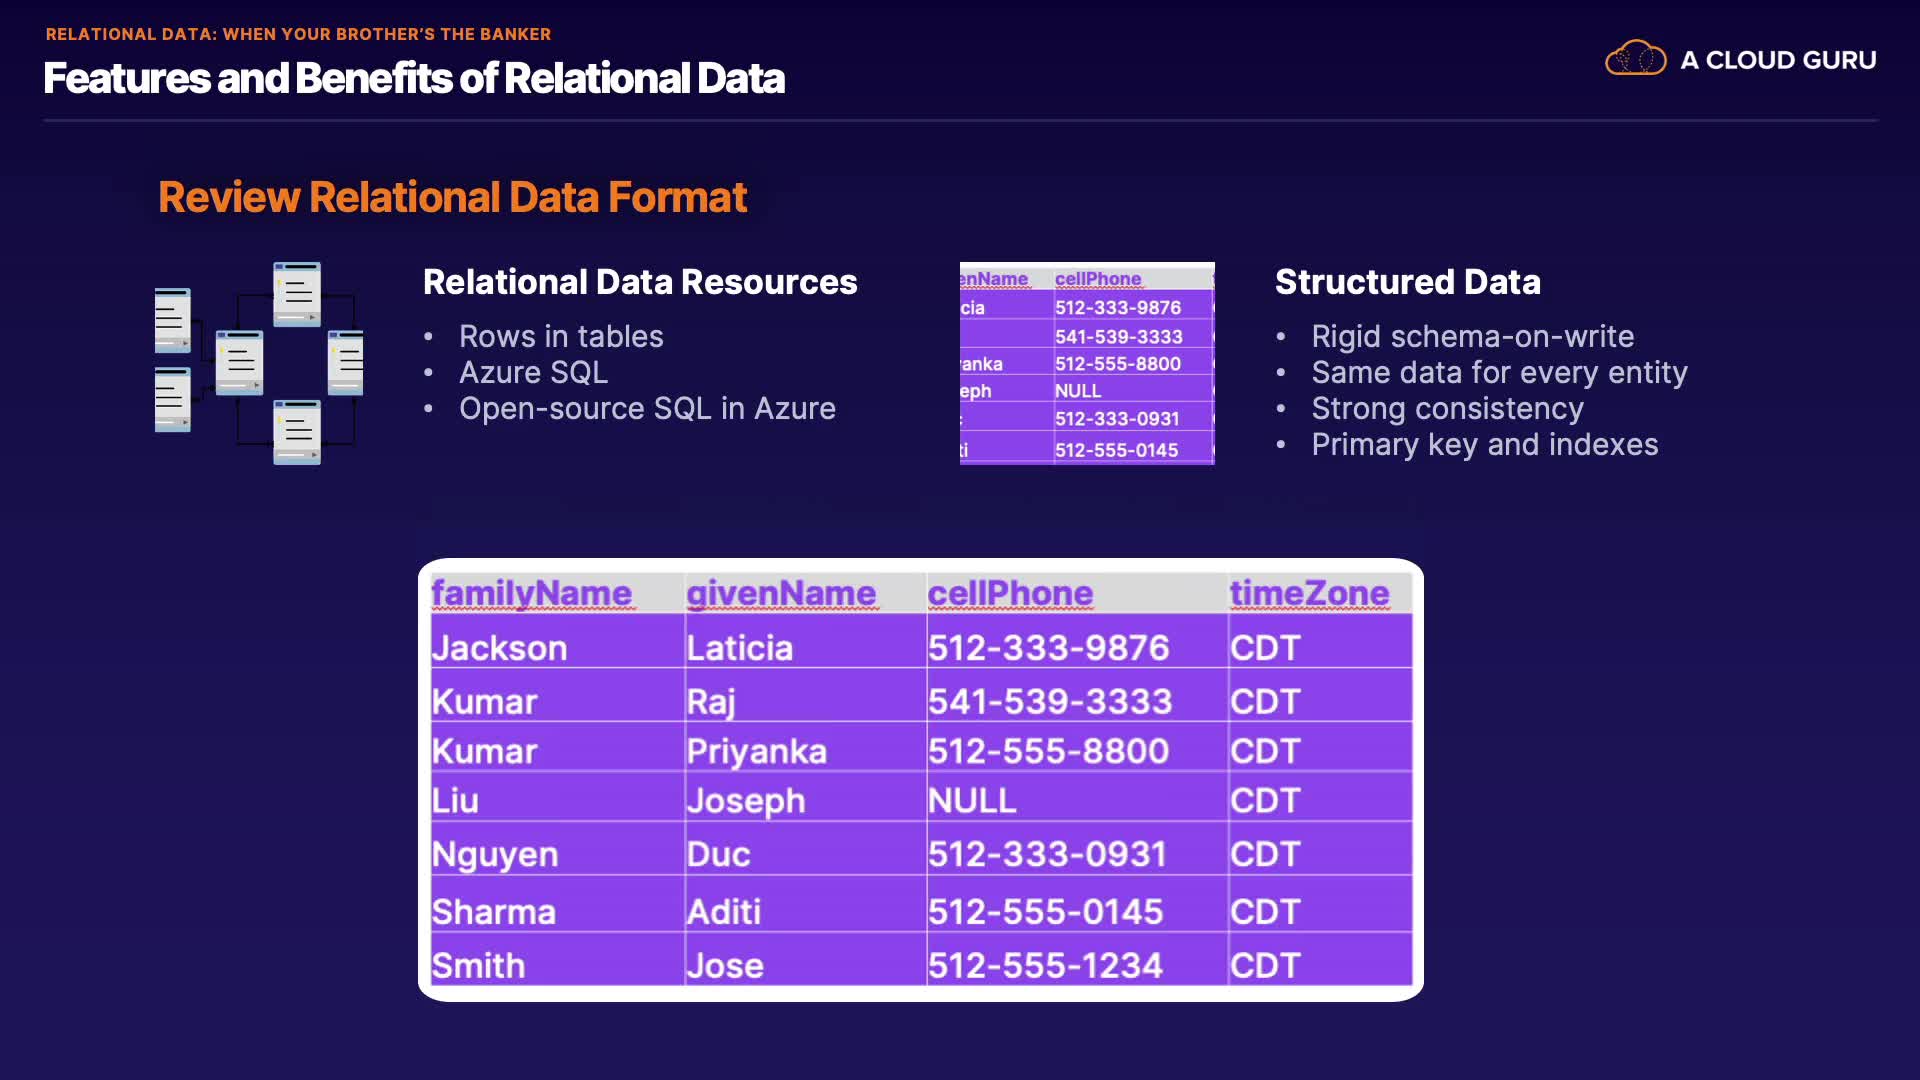 RELATIONAL DATA: WHEN YOUR BROTHER'S THE BANKER
Features and Benefits of Relational Data
A CLOUD GURU
Review Relational Data Format
Relational Data Resources
• Rows in tables
• Azure SQL
• Open-source SQL in Azure
enName cellPhone
cia 512-333-9876
541-539-3333
anka 512-555-8800
eph NULL
512-333-0931
ti 512-555-0145
Structured Data
• Rigid schema-on-write
• Same data for every entity
• Strong consistency
• Primary key and indexes
familyName givenName cellPhone timeZone
Jackson Laticia 512-333-9876 CDT
Kumar Raj 541-539-3333 CDT
Kumar Priyanka 512-555-8800 CDT
Liu Joseph NULL CDT
Nguyen Duc 512-333-0931 CDT
Sharma Aditi 512-555-0145 CDT
Smith Jose 512-555-1234 CDT